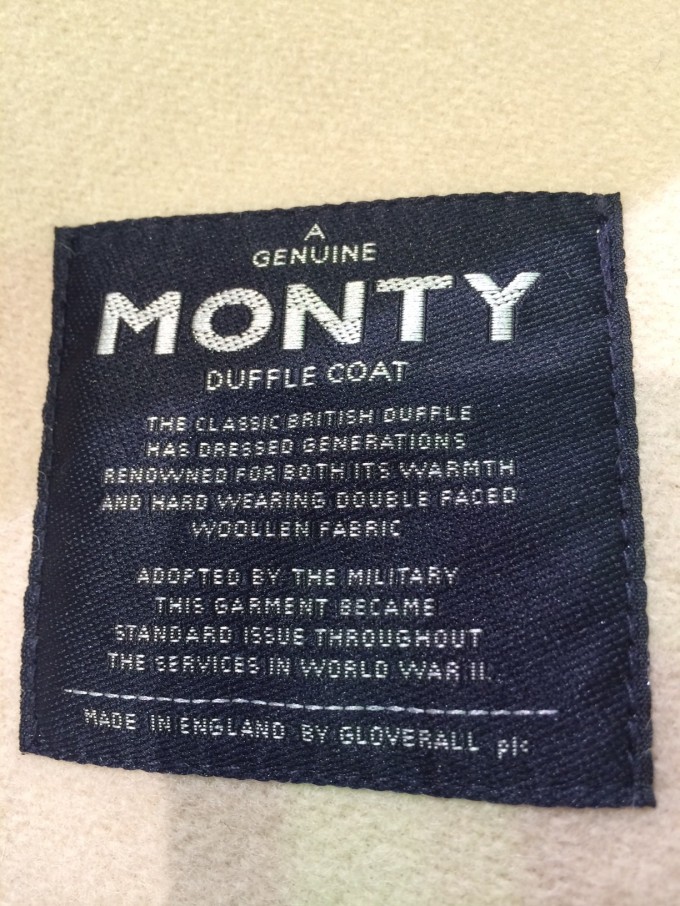 A
GENUINE
MONTY
DUFFLE COAT
THE CLASSIC BRITISH DUFFLE
HAS DRESSED GENERATIONS
RENOWNED FOR BOTH ITS WARMTH
AND HARD WEARING DOUBLE FACED
WOOLLEN FABRIC
ADOPTED BY THE MILITARY
THIS GARMENT BECAME
STANDARD ISSUE THROUGHOUT
THE SERVICES IN WORLD WAR II.
MADE IN ENGLAND BY GLOVERALL plc